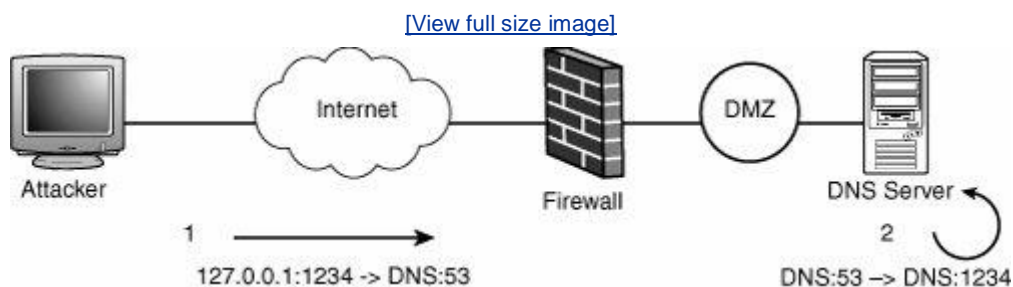 [View full size image]
Internet
DMZ
Attacker
Firewall
DNS Server
1
2
127.0.0.1:1234 -> DNS:53
DNS:53 –> DNS:1234